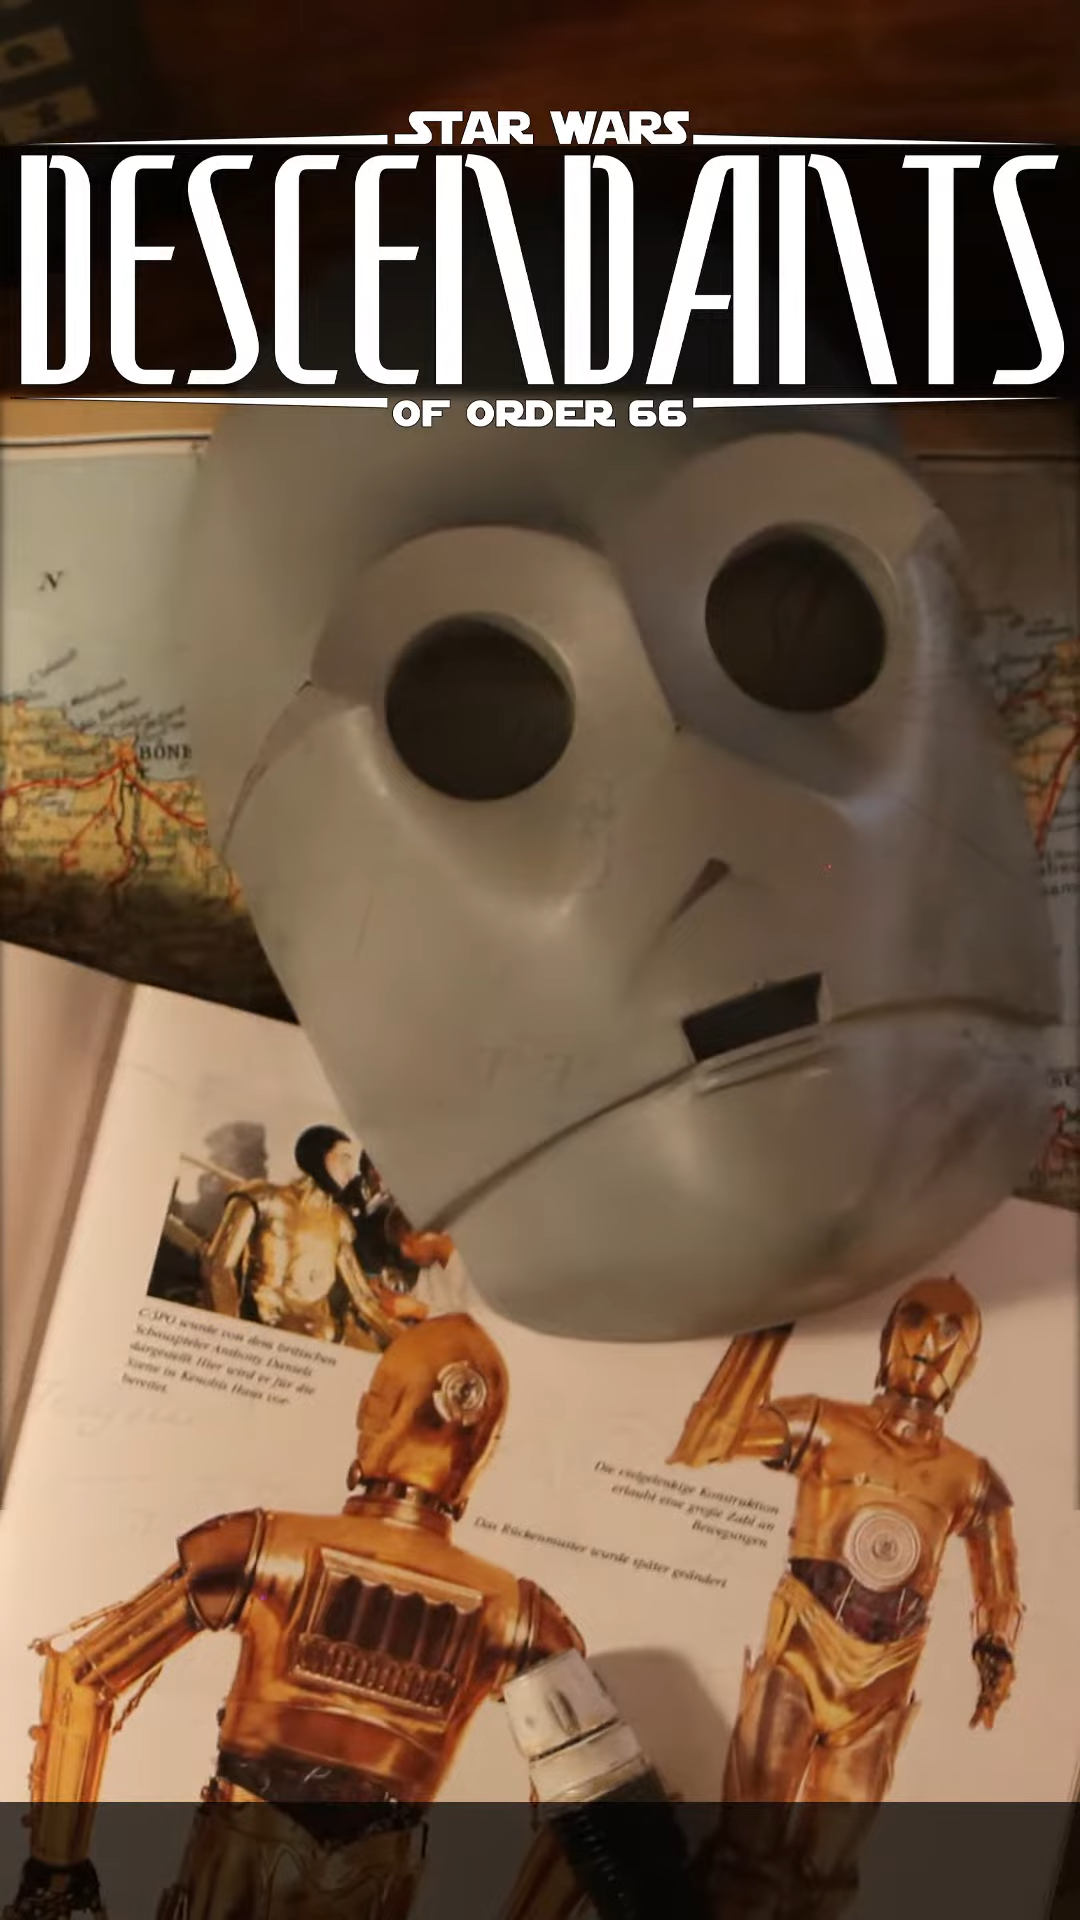 STAR WARS
DESCENDANTS
OF ORDER 66
N
BÔNE
C-3PO wurde von dem britischen
Schauspieler Anthony Daniels
dargestellt. Hier wird er für die
Szene in Kenobis Haus vor-
bereitet.
Die vielgelenkige Konstruktion
erlaubt eine große Zahl an
Bewegungen
Das Rückenmuster wurde später geändert